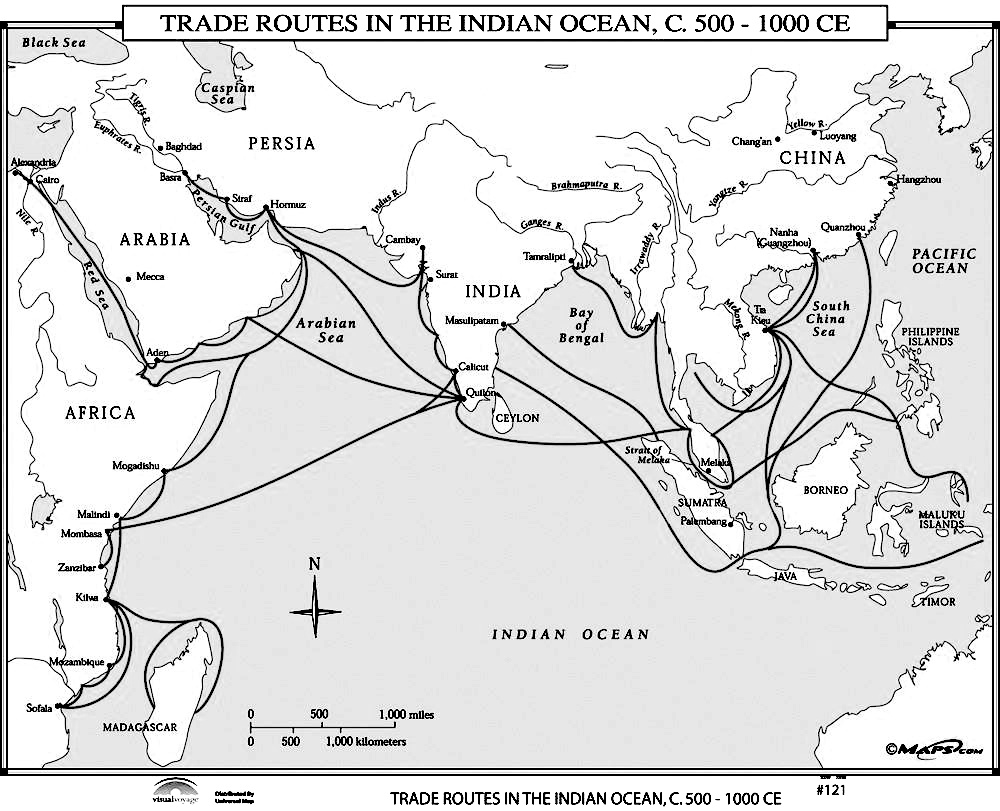 TRADE ROUTES IN THE INDIAN OCEAN, C. 500 - 1000 CE
Black Sea
Caspian
Sea
Tigris R.
Euphrates R.
PERSIA
Baghdad
Alexandria
Cairo
Basra
Siraf
Hormuz
Persian Gulf
Nile R.
ARABIA
Mecca
Red Sea
Aden
Arabian
Sea
Indus R.
Cambay
Surat
INDIA
Brahmaputra R.
Ganges R.
Tamralipti
Irrawaddy R.
Masulipatam
Bay
of
Bengal
Calicut
Quilon
CEYLON
Yellow R.
Chang'an
Luoyang
CHINA
Yangtze R.
Hangzhou
Nanha
(Guangzhou)
Quanzhou
PACIFIC
OCEAN
Mekong R.
Tra
Kieu
South
China
Sea
PHILIPPINE
ISLANDS
AFRICA
Mogadishu
Malindi
Mombasa
Zanzibar
Kilwa
Mozambique
Sofala
MADAGASCAR
Strait of
Melaka
Melaka
SUMATRA
Palembang
BORNEO
MALUKU
ISLANDS
JAVA
TIMOR
N
INDIAN OCEAN
0 500 1,000 miles
0 500 1,000 kilometers
©MAPS.com
visualvoyage
Distributed By
Universal Map
TRADE ROUTES IN THE INDIAN OCEAN, C. 500 - 1000 CE
#121